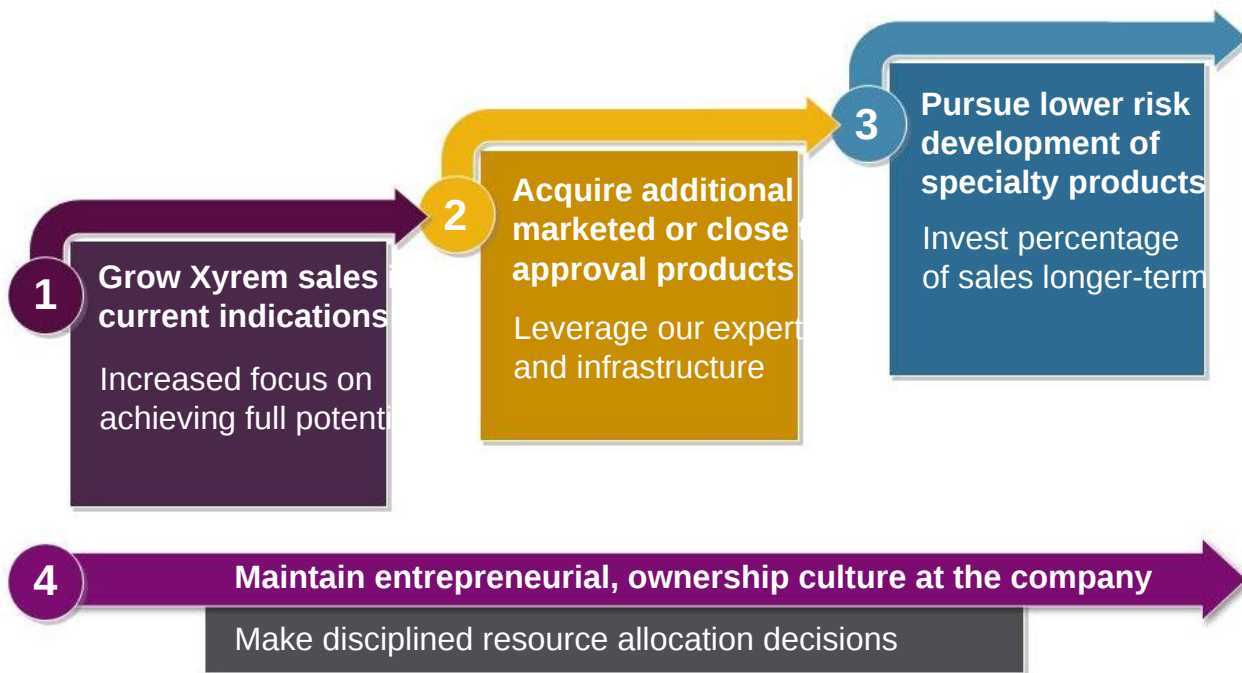 1
Grow Xyrem sales i
current indications
Increased focus on
achieving full potenti
2
Acquire additional
marketed or close t
approval products
Leverage our expert
and infrastructure
3
Pursue lower risk
development of
specialty products
Invest percentage
of sales longer-term
4
Maintain entrepreneurial, ownership culture at the company
Make disciplined resource allocation decisions